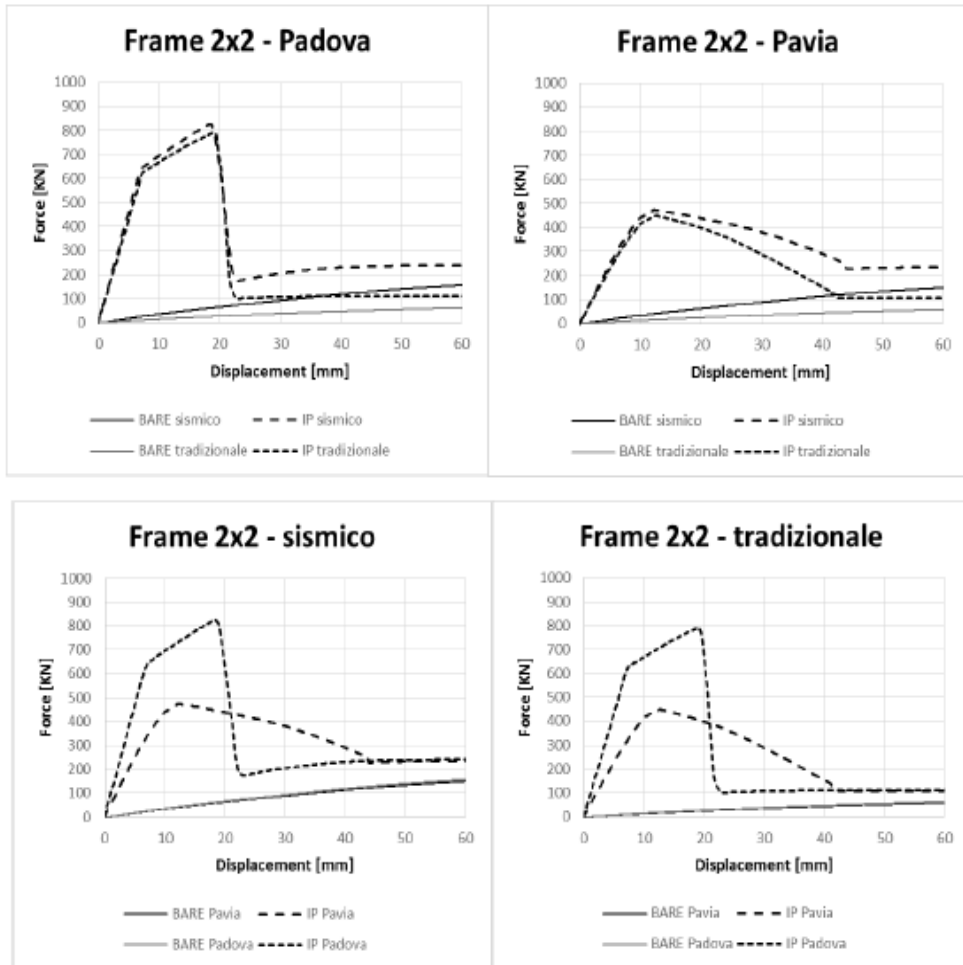 Frame 2x2 - Padova
1000
900
800
700
600
500
400
300
200
100
0
Force [KN]
0 10 20 30 40 50 60
Displacement [mm]
BARE sismico IP sismico
BARE tradizionale IP tradizionale
Frame 2x2 - Pavia
1000
900
800
700
600
500
400
300
200
100
0
Force [KN]
0 10 20 30 40 50 60
Displacement [mm]
BARE sismico IP sismico
BARE tradizionale IP tradizionale
Frame 2x2 - sismico
1000
900
800
700
600
500
400
300
200
100
0
Force [KN]
0 10 20 30 40 50 60
Displacement [mm]
BARE Pavia IP Pavia
BARE Padova IP Padova
Frame 2x2 - tradizionale
1000
900
800
700
600
500
400
300
200
100
0
Force [KN]
0 10 20 30 40 50 60
Displacement [mm]
BARE Pavia IP Pavia
BARE Padova IP Padova